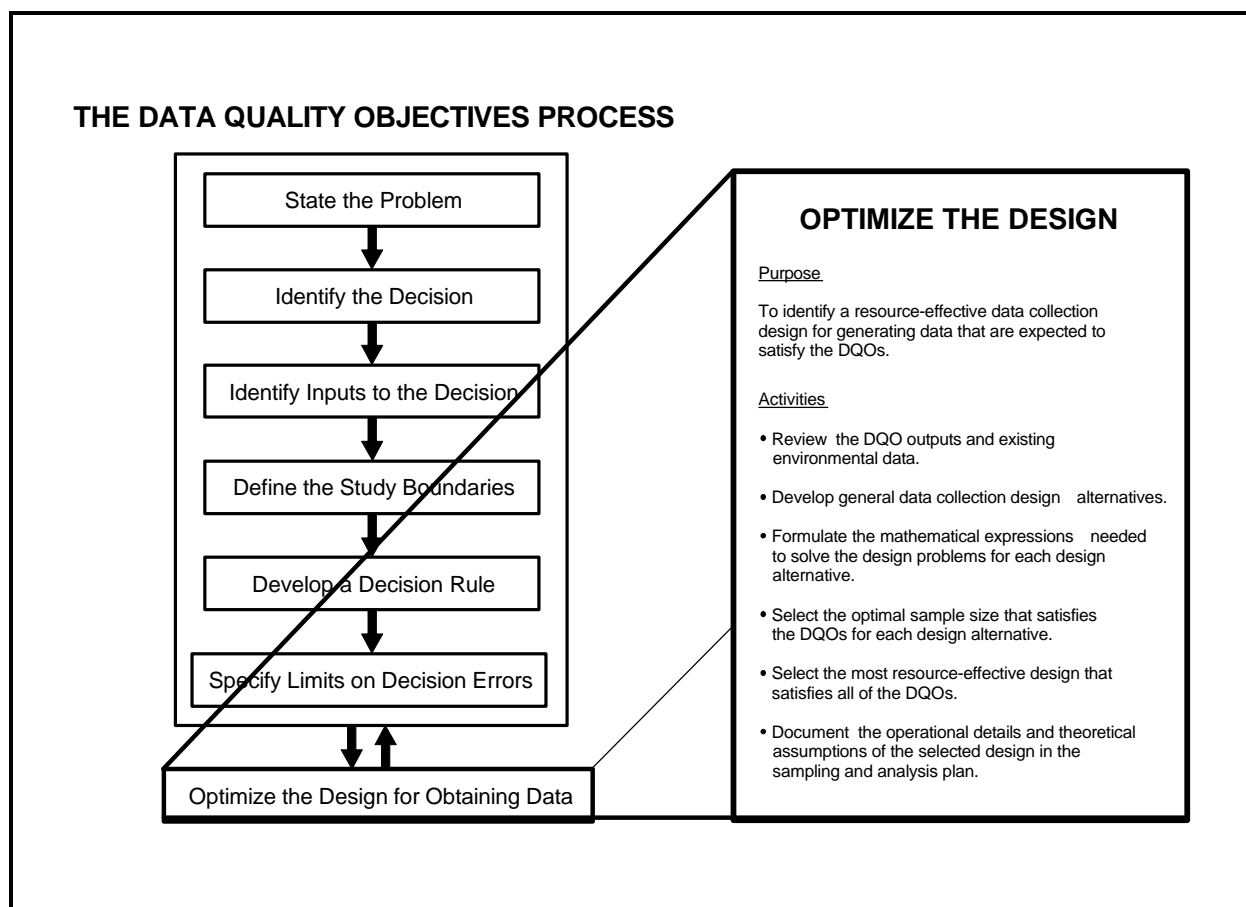 THE DATA QUALITY OBJECTIVES PROCESS
State the Problem
Identify the Decision
Identify Inputs to the Decision
Define the Study Boundaries
Develop a Decision Rule
Specify Limits on Decision Errors
Optimize the Design for Obtaining Data
OPTIMIZE THE DESIGN
Purpose
To identify a resource-effective data collection
design for generating data that are expected to
satisfy the DQOs.
Activities
• Review the DQO outputs and existing
environmental data.
• Develop general data collection design alternatives.
• Formulate the mathematical expressions needed
to solve the design problems for each design
alternative.
• Select the optimal sample size that satisfies
the DQOs for each design alternative.
• Select the most resource-effective design that
satisfies all of the DQOs.
• Document the operational details and theoretical
assumptions of the selected design in the
sampling and analysis plan.